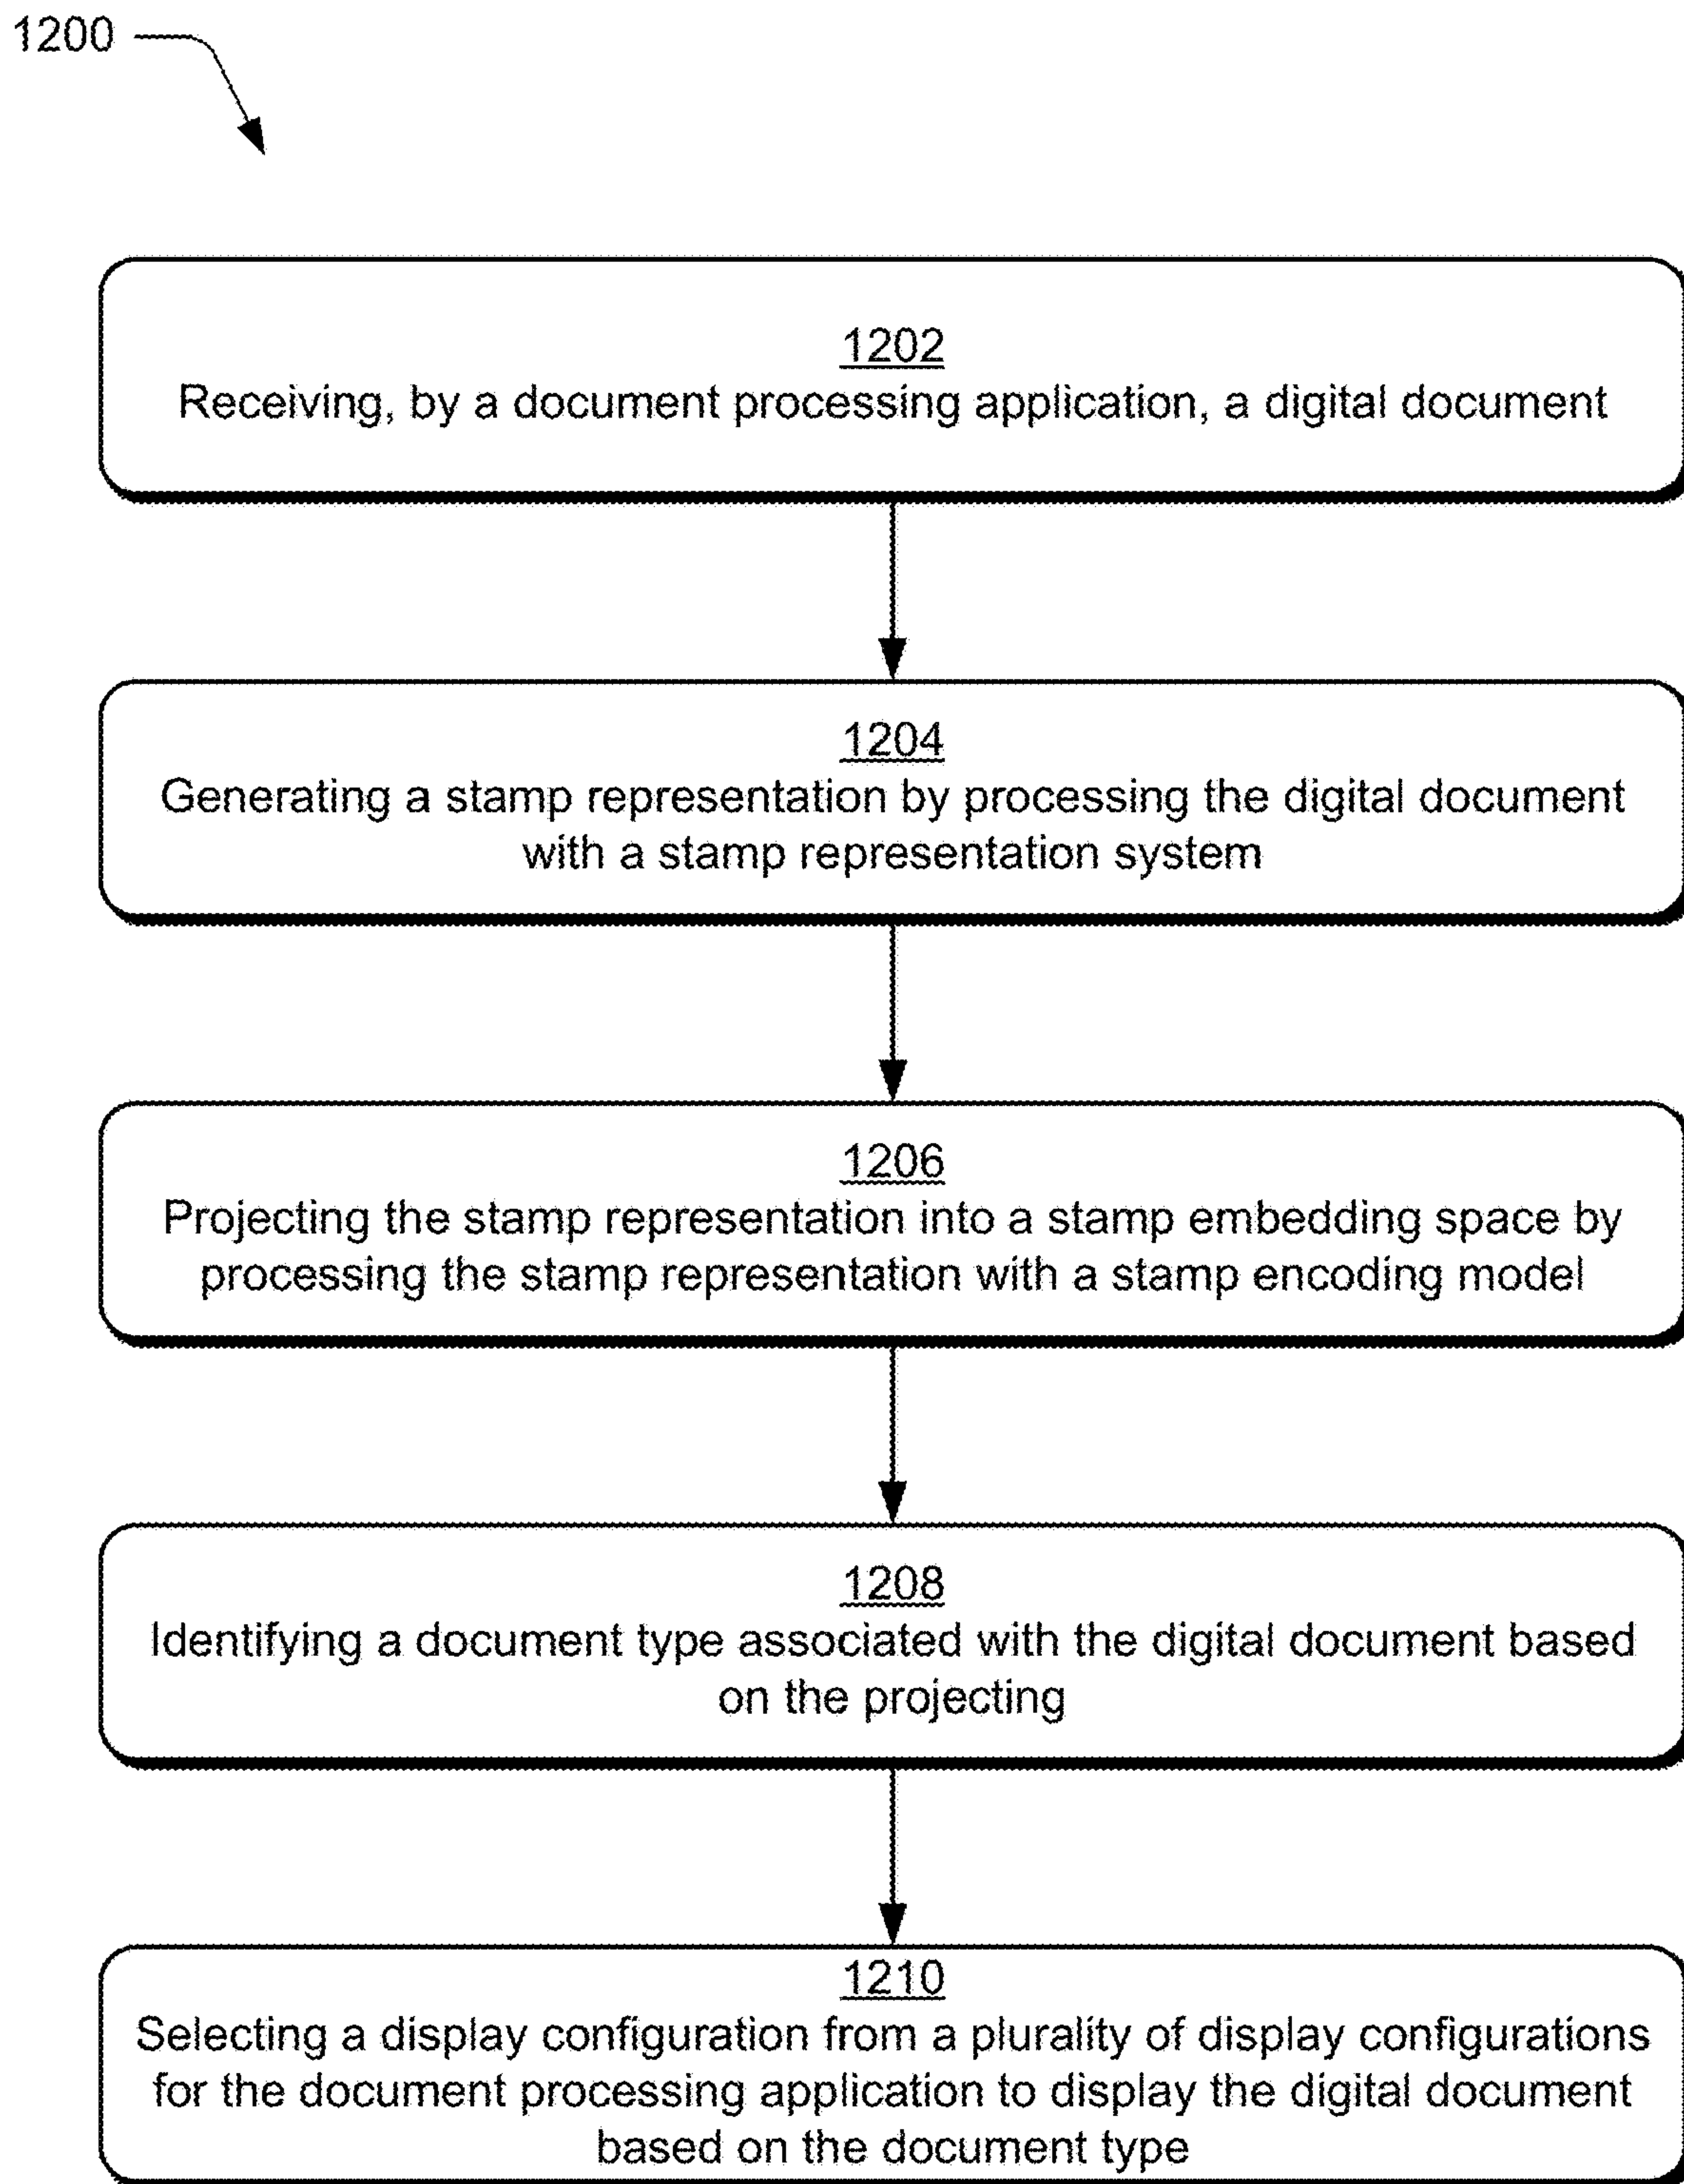 1200
1202
Receiving, by a document processing application, a digital document
1204
Generating a stamp representation by processing the digital document
with a stamp representation system
1206
Projecting the stamp representation into a stamp embedding space by
processing the stamp representation with a stamp encoding model
1208
Identifying a document type associated with the digital document based
on the projecting
1210
Selecting a display configuration from a plurality of display configurations
for the document processing application to display the digital document
based on the document type